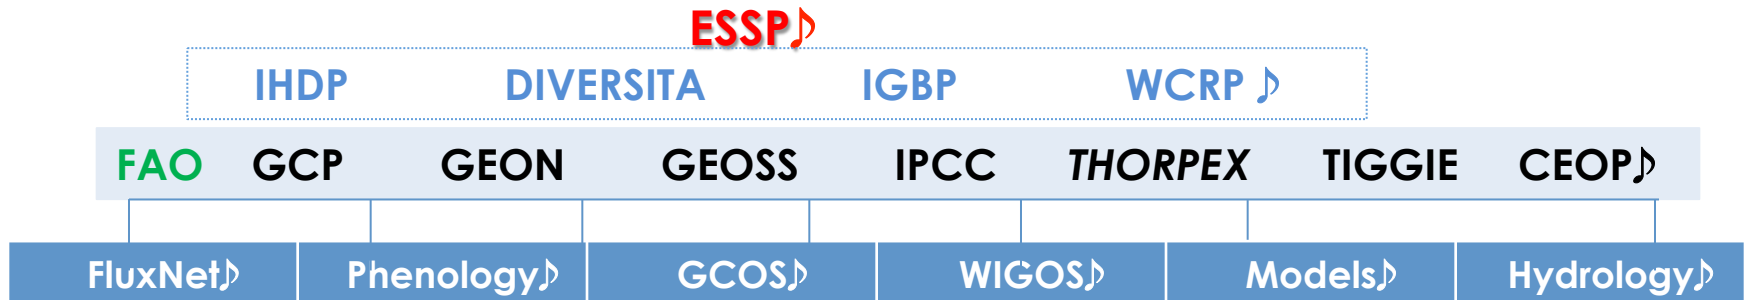 ESSP♪
IHDP DIVERSITA IGBP WCRP ♪
FAO GCP GEON GEOSS IPCC THORPEX TIGGIE CEOP♪
FluxNet♪ Phenology♪ GCOS♪ WIGOS♪ Models♪ Hydrology♪